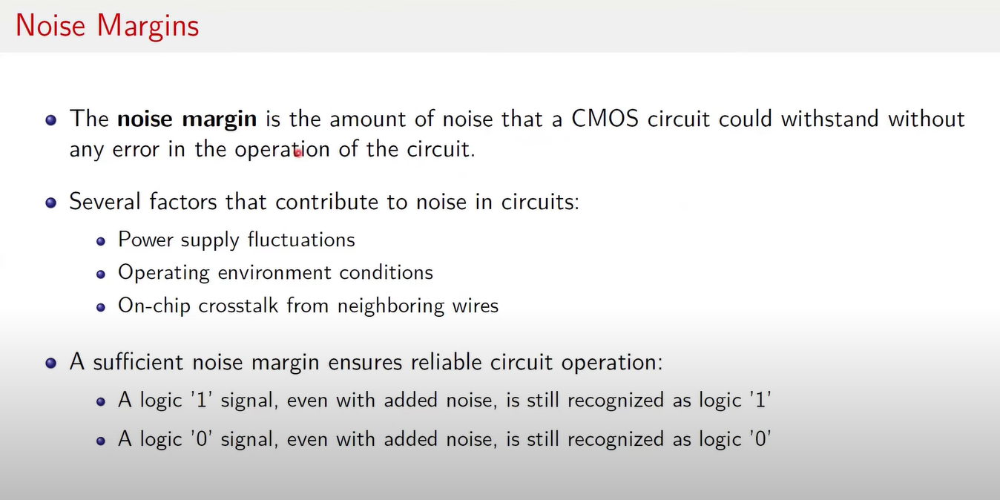 Noise Margins
The noise margin is the amount of noise that a CMOS circuit could withstand without
any error in the operation of the circuit.
Several factors that contribute to noise in circuits:
Power supply fluctuations
Operating environment conditions
On-chip crosstalk from neighboring wires
A sufficient noise margin ensures reliable circuit operation:
A logic '1' signal, even with added noise, is still recognized as logic '1'
A logic '0' signal, even with added noise, is still recognized as logic '0'